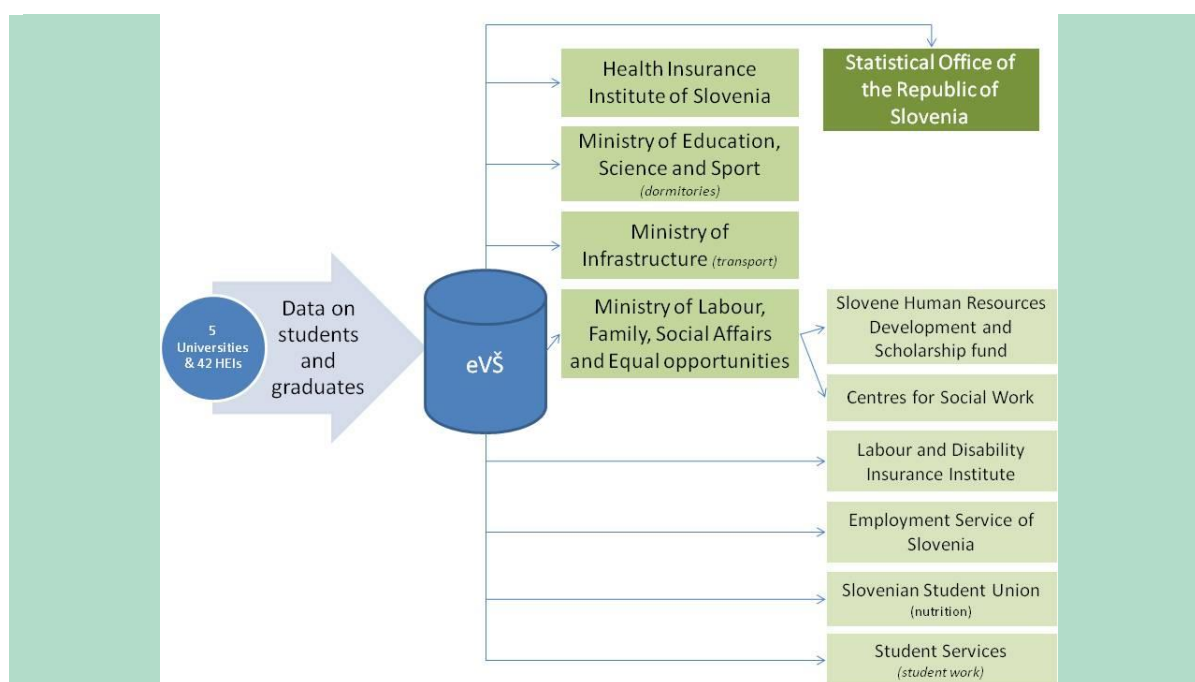 5
Universities
& 42 HEIs
Data on
students
and
graduates
eVŠ
Health Insurance
Institute of Slovenia
Ministry of Education,
Science and Sport
(dormitories)
Ministry of
Infrastructure (transport)
Ministry of Labour,
Family, Social Affairs
and Equal opportunities
Statistical Office of
the Republic of
Slovenia
Slovene Human Resources
Development and
Scholarship fund
Centres for Social Work
Labour and Disability
Insurance Institute
Employment Service of
Slovenia
Slovenian Student Union
(nutrition)
Student Services
(student work)